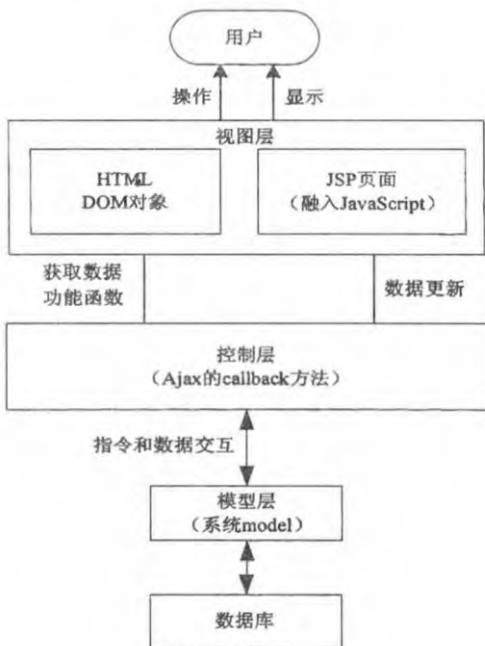 用户
操作
显示
视图层
HTML
DOM对象
JSP页面
（融入JavaScript）
获取数据
功能函数
数据更新
控制层
（Ajax的callback方法）
指令和数据交互
模型层
（系统model）
数据库